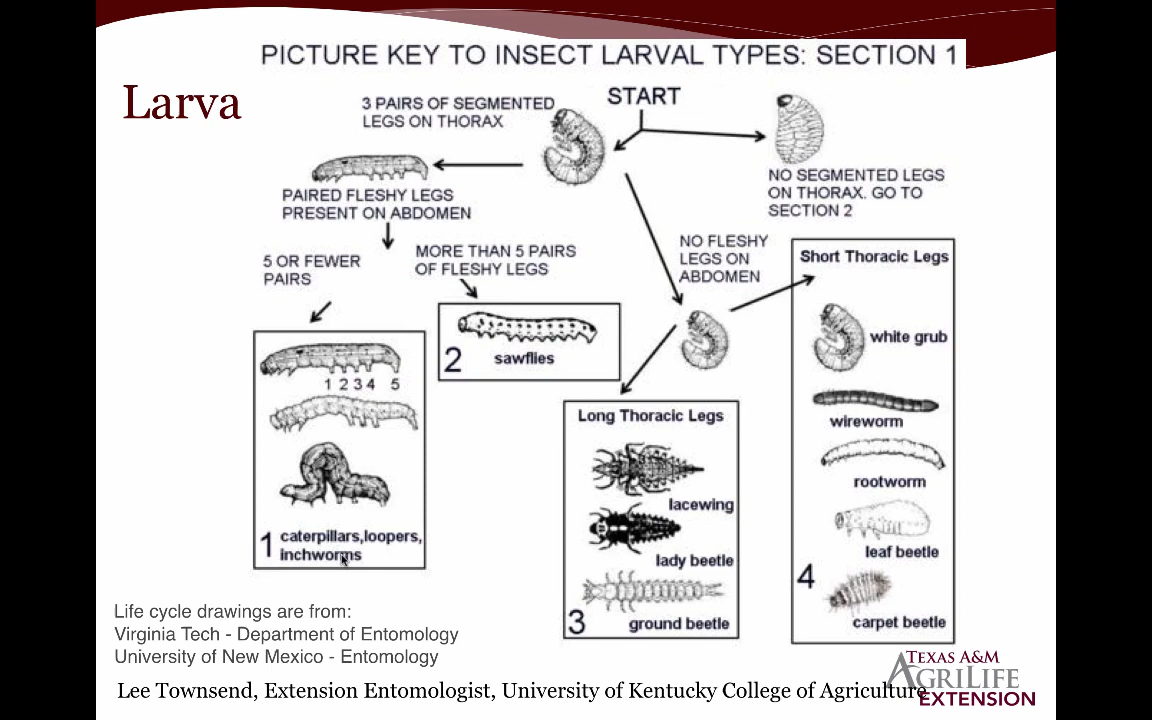 PICTURE KEY TO INSECT LARVAL TYPES: SECTION 1
Larva
START
3 PAIRS OF SEGMENTED
LEGS ON THORAX
NO SEGMENTED LEGS
ON THORAX. GO TO
SECTION 2
PAIRED FLESHY LEGS
PRESENT ON ABDOMEN
5 OR FEWER
PAIRS
MORE THAN 5 PAIRS
OF FLESHY LEGS
NO FLESHY
LEGS ON
ABDOMEN
1 2 3 4 5
1 caterpillars,loopers,
inchworms
2 sawflies
Long Thoracic Legs
lacewing
lady beetle
3 ground beetle
Short Thoracic Legs
white grub
wireworm
rootworm
leaf beetle
4
carpet beetle
Life cycle drawings are from:
Virginia Tech - Department of Entomology
University of New Mexico - Entomology
Lee Townsend, Extension Entomologist, University of Kentucky College of Agriculture
TEXAS A&M
AGRILIFE
EXTENSION